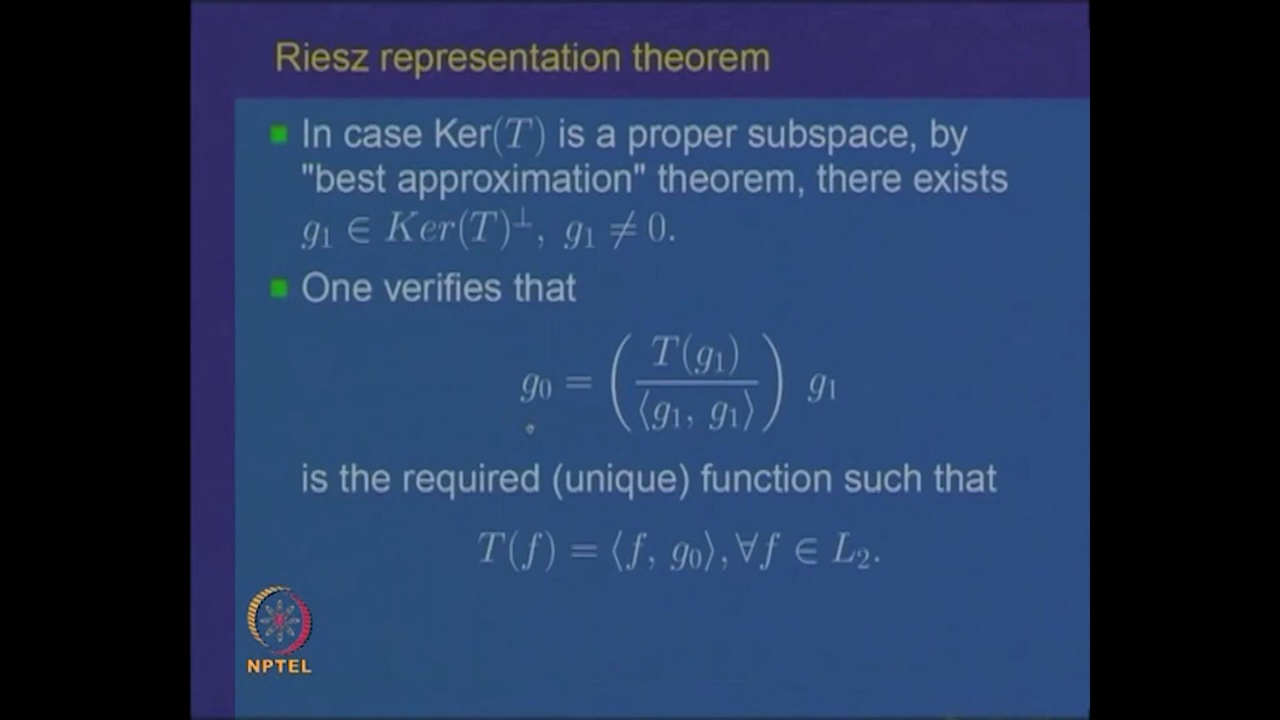 Riesz representation theorem
In case Ker(T) is a proper subspace, by
"best approximation" theorem, there exists
g₁ ∈ Ker(T)^⊥, g₁ ≠ 0.
One verifies that
g₀ = ( T(g₁) / ⟨g₁, g₁⟩ ) g₁
is the required (unique) function such that
T(f) = ⟨f, g₀⟩, ∀f ∈ L₂.
NPTEL